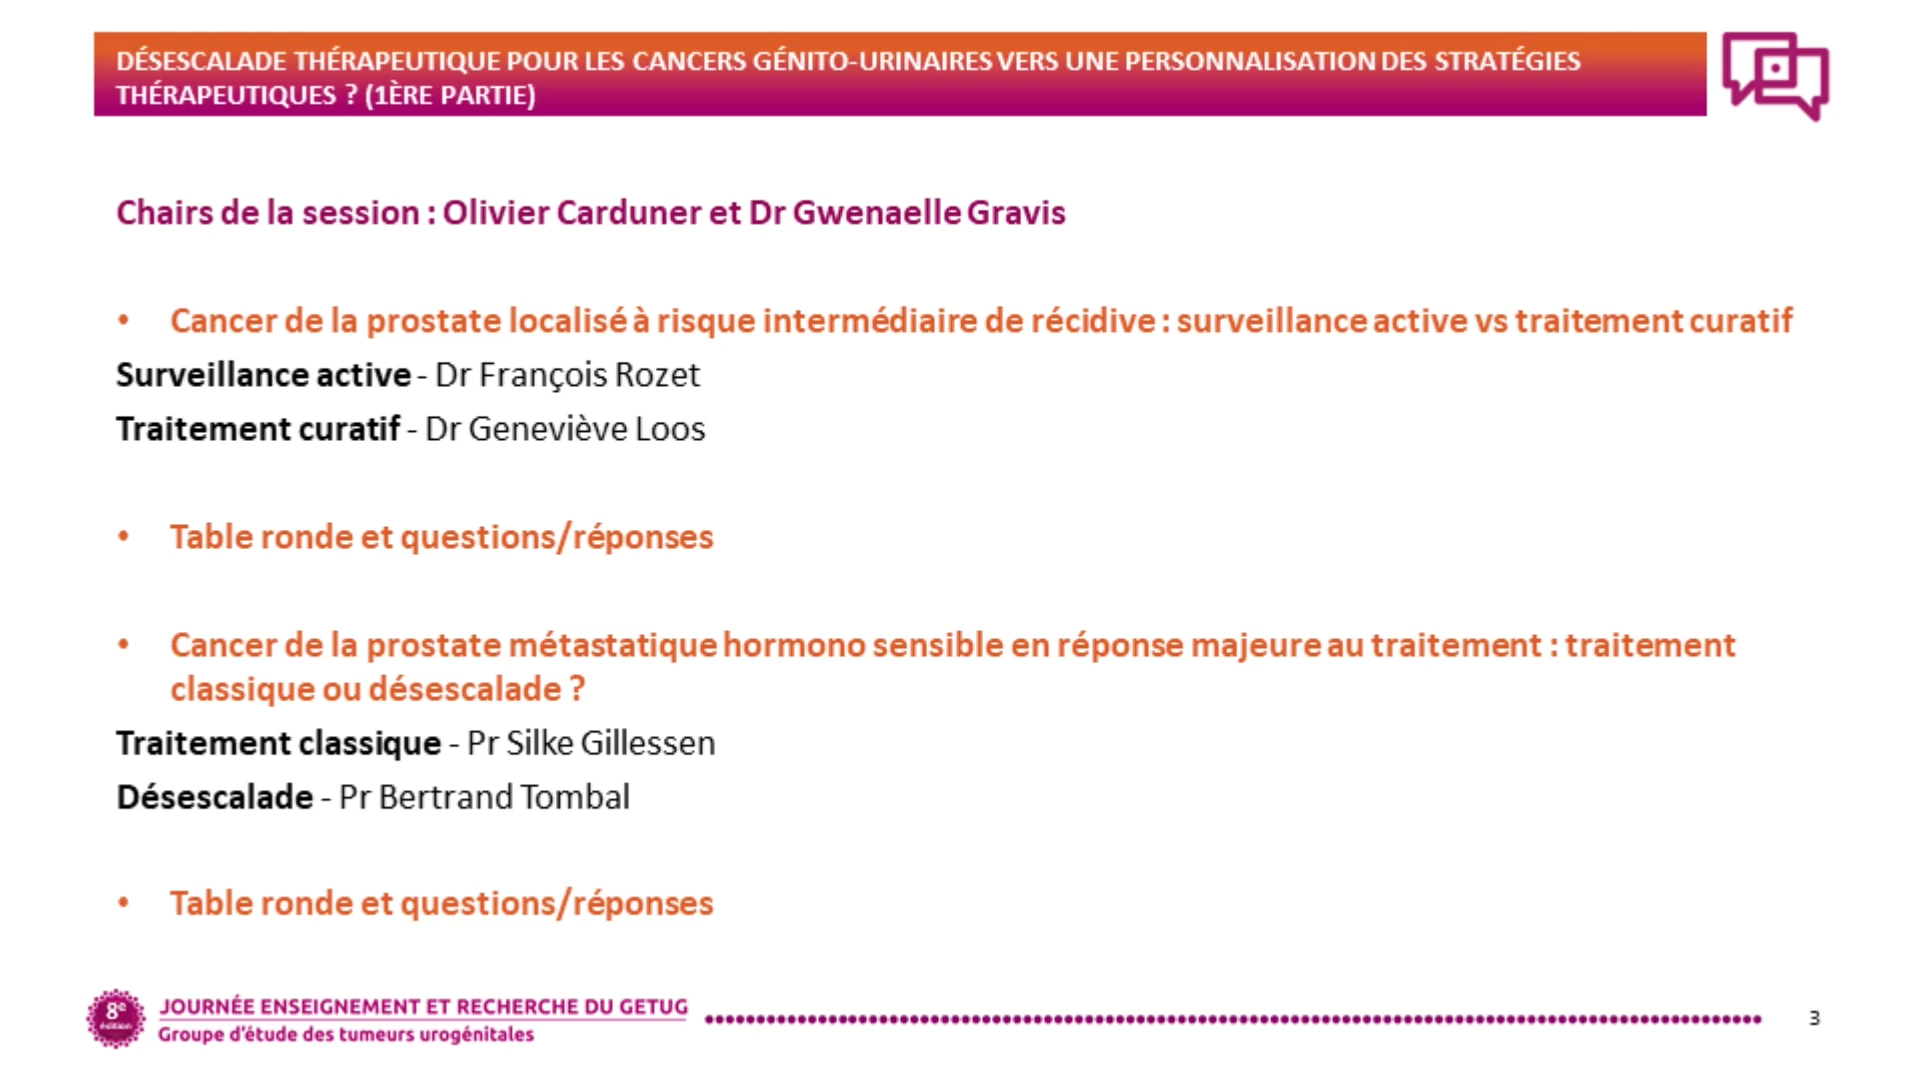 DÉSESCALADE THÉRAPEUTIQUE POUR LES CANCERS GÉNITO-URINAIRES VERS UNE PERSONNALISATION DES STRATÉGIES
THÉRAPEUTIQUES ? (1ÈRE PARTIE)
Chairs de la session : Olivier Carduner et Dr Gwenaelle Gravis
• Cancer de la prostate localisé à risque intermédiaire de récidive : surveillance active vs traitement curatif
Surveillance active - Dr François Rozet
Traitement curatif - Dr Geneviève Loos
• Table ronde et questions/réponses
• Cancer de la prostate métastatique hormono sensible en réponse majeure au traitement : traitement
classique ou désescalade ?
Traitement classique - Pr Silke Gillessen
Désescalade - Pr Bertrand Tombal
• Table ronde et questions/réponses
8e
édition
JOURNÉE ENSEIGNEMENT ET RECHERCHE DU GETUG
Groupe d'étude des tumeurs urogénitales
3